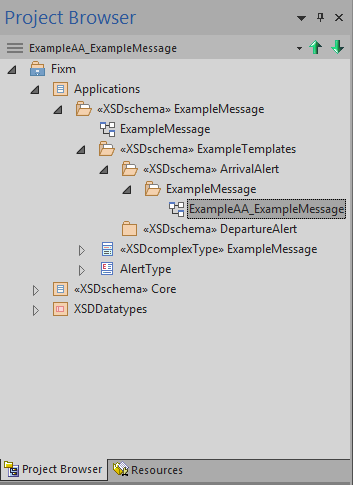 Project Browser
ExampleAA_ExampleMessage
Fixm
Applications
«XSDschema» ExampleMessage
ExampleMessage
«XSDschema» ExampleTemplates
«XSDschema» ArrivalAlert
ExampleMessage
ExampleAA_ExampleMessage
«XSDschema» DepartureAlert
«XSDcomplexType» ExampleMessage
AlertType
«XSDschema» Core
XSDDatatypes
Project Browser Resources